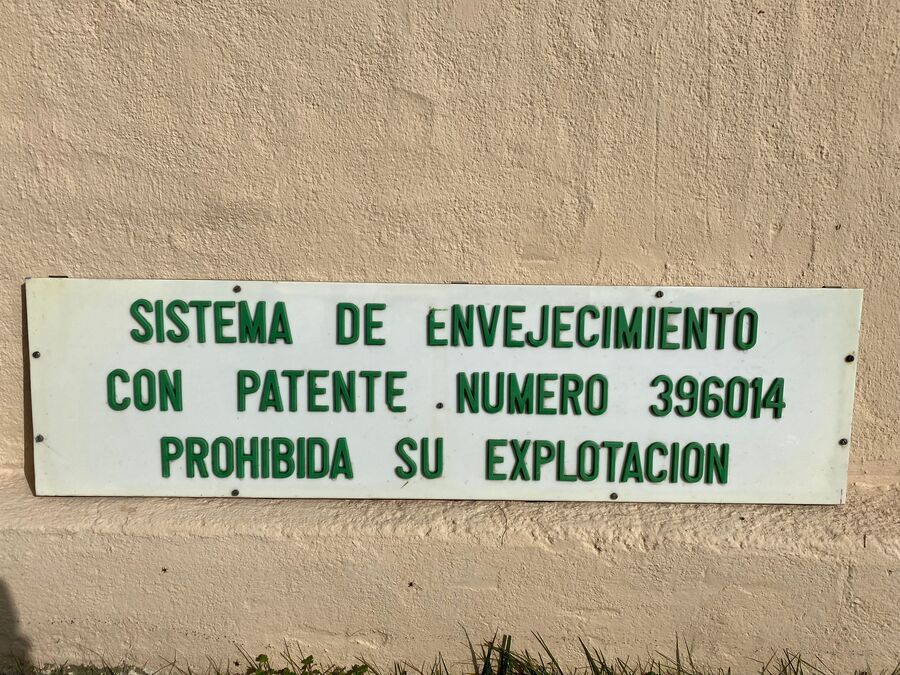 SISTEMA DE ENVEJECIMIENTO
CON PATENTE NUMERO 396014
PROHIBIDA SU EXPLOTACION